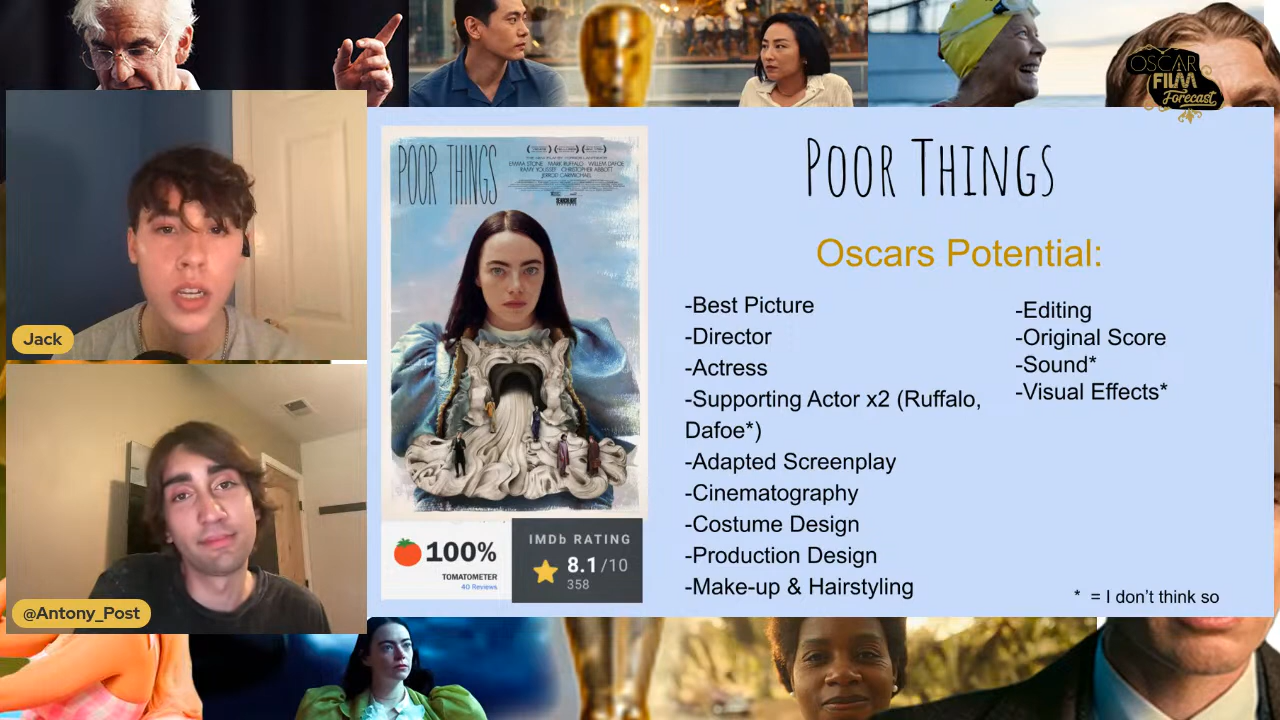 OSCAR
FILM
Forecast
Jack
@Antony_Post
POOR THINGS
EMMA STONE MARK RUFFALO WILLEM DAFOE
RAMY YOUSSEF CHRISTOPHER ABBOTT
JERROD CARMICHAEL
SEARCHLIGHT
100%
TOMATOMETER
40 Reviews
IMDb RATING
8.1/10
358
POOR THINGS
Oscars Potential:
-Best Picture
-Director
-Actress
-Supporting Actor x2 (Ruffalo,
Dafoe*)
-Adapted Screenplay
-Cinematography
-Costume Design
-Production Design
-Make-up & Hairstyling
-Editing
-Original Score
-Sound*
-Visual Effects*
* = I don't think so